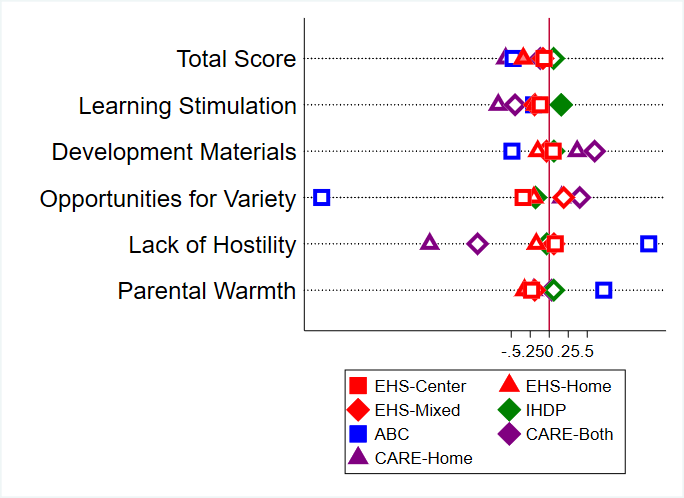 Total Score
Learning Stimulation
Development Materials
Opportunities for Variety
Lack of Hostility
Parental Warmth
-.5.250 .25.5
EHS-Center EHS-Home
EHS-Mixed IHDP
ABC CARE-Both
CARE-Home